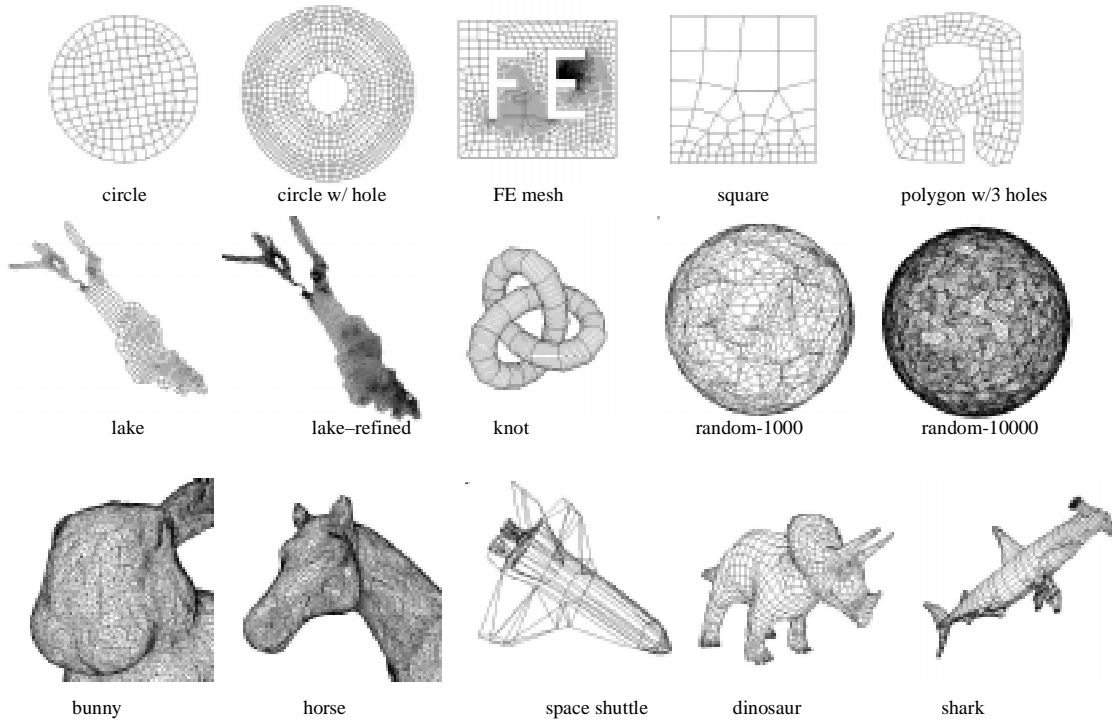 circle
circle w/ hole
FE mesh
square
polygon w/3 holes
FE
lake
lake–refined
knot
random-1000
random-10000
bunny
horse
space shuttle
dinosaur
shark